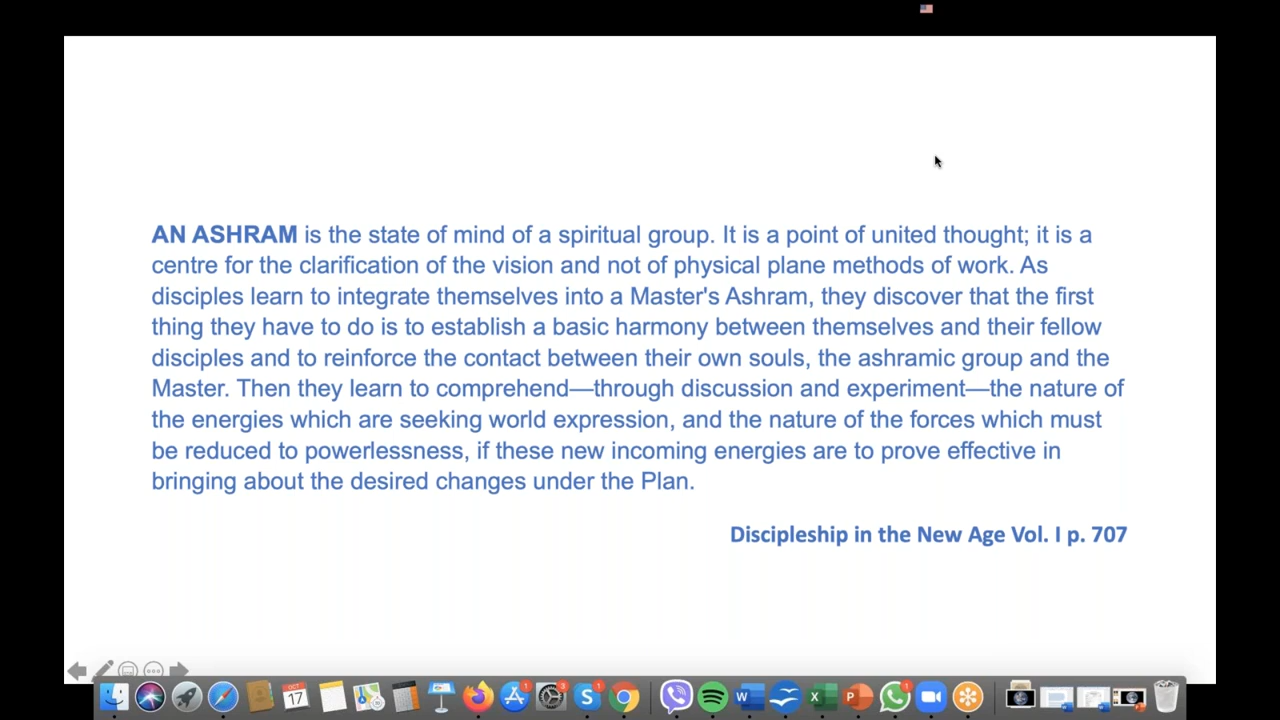 AN ASHRAM is the state of mind of a spiritual group. It is a point of united thought; it is a
centre for the clarification of the vision and not of physical plane methods of work. As
disciples learn to integrate themselves into a Master's Ashram, they discover that the first
thing they have to do is to establish a basic harmony between themselves and their fellow
disciples and to reinforce the contact between their own souls, the ashramic group and the
Master. Then they learn to comprehend—through discussion and experiment—the nature of
the energies which are seeking world expression, and the nature of the forces which must
be reduced to powerlessness, if these new incoming energies are to prove effective in
bringing about the desired changes under the Plan.
Discipleship in the New Age Vol. I p. 707
OCT
17
1
3
1
S
W
X
P
1